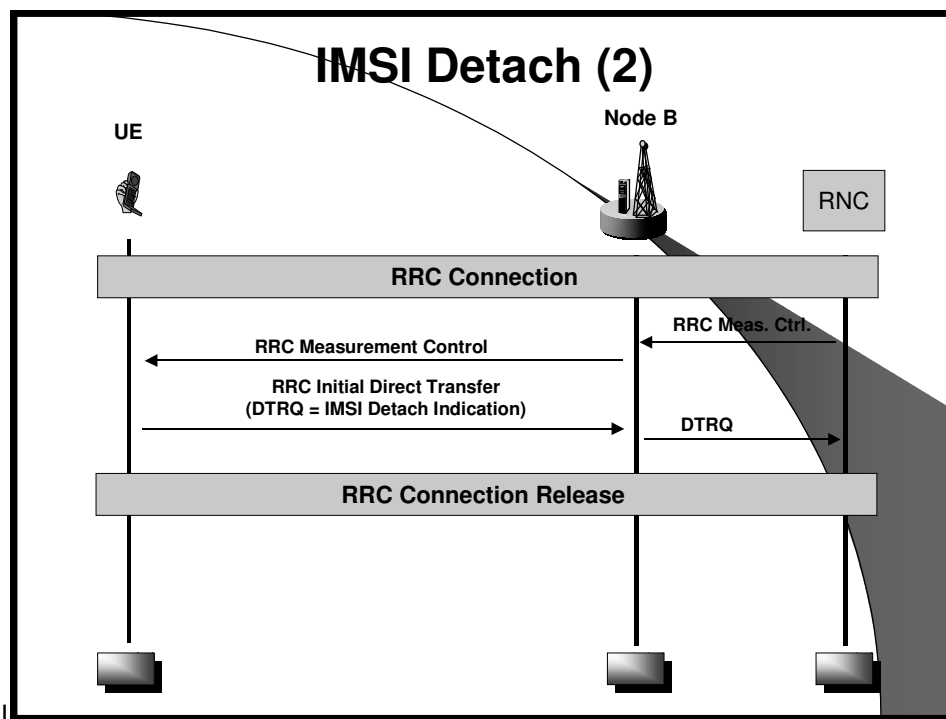 IMSI Detach (2)
UE
Node B
RNC
RRC Connection
RRC Meas. Ctrl.
RRC Measurement Control
RRC Initial Direct Transfer
(DTRQ = IMSI Detach Indication)
DTRQ
RRC Connection Release